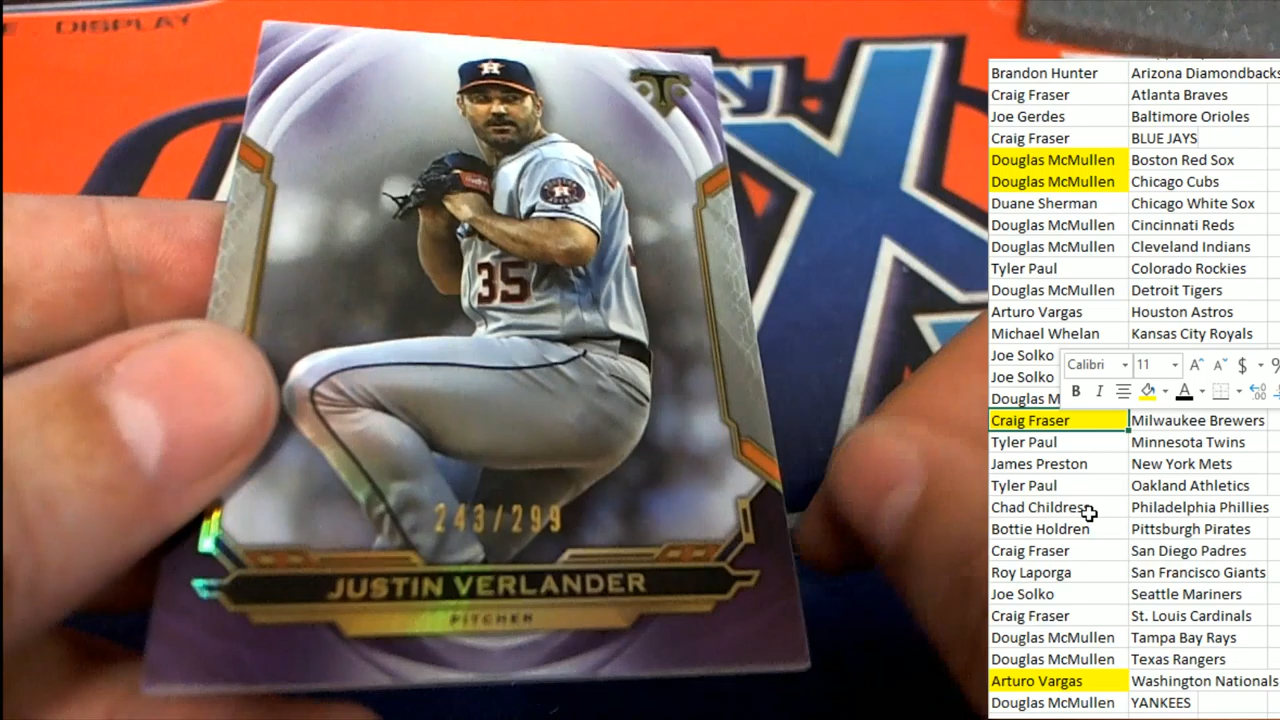 DISPLAY
35
243/299
JUSTIN VERLANDER
PITCHER
Brandon Hunter Arizona Diamondbacks
Craig Fraser Atlanta Braves
Joe Gerdes Baltimore Orioles
Craig Fraser BLUE JAYS
Douglas McMullen Boston Red Sox
Douglas McMullen Chicago Cubs
Duane Sherman Chicago White Sox
Douglas McMullen Cincinnati Reds
Douglas McMullen Cleveland Indians
Tyler Paul Colorado Rockies
Douglas McMullen Detroit Tigers
Arturo Vargas Houston Astros
Michael Whelan Kansas City Royals
Joe Solko
Calibri 11 A A $ %
Joe Solko
B I A
Douglas M
Craig Fraser Milwaukee Brewers
Tyler Paul Minnesota Twins
James Preston New York Mets
Tyler Paul Oakland Athletics
Chad Childress Philadelphia Phillies
Bottie Holdren Pittsburgh Pirates
Craig Fraser San Diego Padres
Roy Laporga San Francisco Giants
Joe Solko Seattle Mariners
Craig Fraser St. Louis Cardinals
Douglas McMullen Tampa Bay Rays
Douglas McMullen Texas Rangers
Arturo Vargas Washington Nationals
Douglas McMullen YANKEES